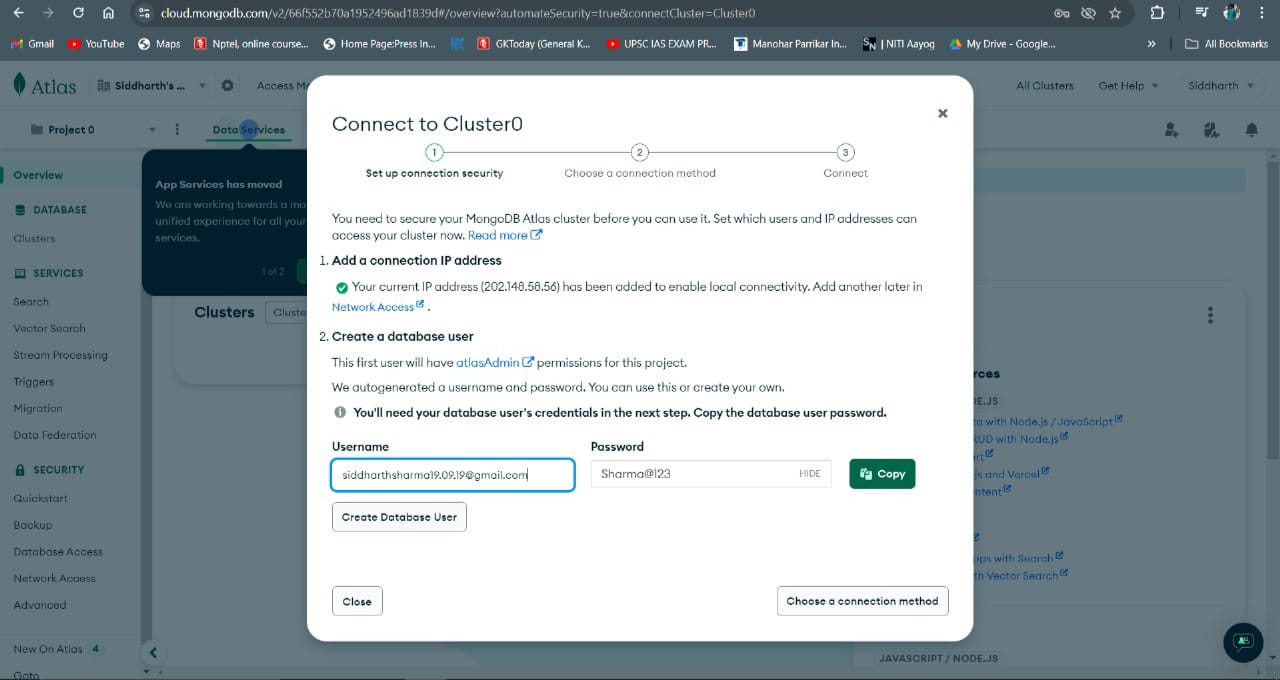 cloud.mongodb.com/v2/66f552b70a1952496ad1839d#/overview?automateSecurity=true&connectCluster=Cluster0
Gmail YouTube Maps Nptel, online course... Home Page:Press In... GKToday (General K... UPSC IAS EXAM PR... Manohar Parrikar In... | NITI Aayog My Drive - Google... » All Bookmarks
Atlas Siddharth's ... Access M All Clusters Get Help Siddharth
Project 0 Data Services
Overview
DATABASE
Clusters
SERVICES
Search
Vector Search
Stream Processing
Triggers
Migration
Data Federation
SECURITY
Quickstart
Backup
Database Access
Network Access
Advanced
New On Atlas 4
Goto
App Services has moved
We are working towards a mo
unified experience for all your
services.
1 of 2
Clusters Cluste
Connect to Cluster0
1 2 3
Set up connection security Choose a connection method Connect
You need to secure your MongoDB Atlas cluster before you can use it. Set which users and IP addresses can
access your cluster now. Read more
1. Add a connection IP address
Your current IP address (202.148.58.56) has been added to enable local connectivity. Add another later in
Network Access .
2. Create a database user
This first user will have atlasAdmin permissions for this project.
We autogenerated a username and password. You can use this or create your own.
You'll need your database user's credentials in the next step. Copy the database user password.
Username Password
siddharthsharma19.09.19@gmail.com Sharma@123 HIDE Copy
Create Database User
Close Choose a connection method
rces
DE.JS
ta with Node.js / JavaScript
RUD with Node.js
rt
js and Vercel
ntent
ops with Search
th Vector Search
JAVASCRIPT / NODE.JS